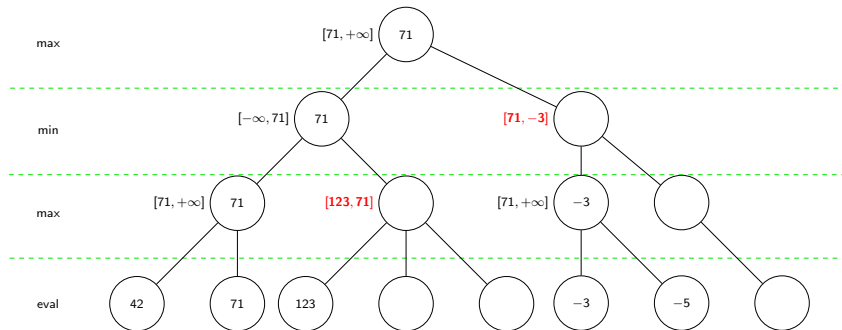 max
[71, +∞] 71
min
[−∞, 71] 71 [71, −3]
max
[71, +∞] 71 [123, 71] [71, +∞] −3
eval
42 71 123 −3 −5